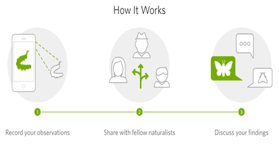 How It Works
1
2
3
Record your observations
Share with fellow naturalists
Discuss your findings